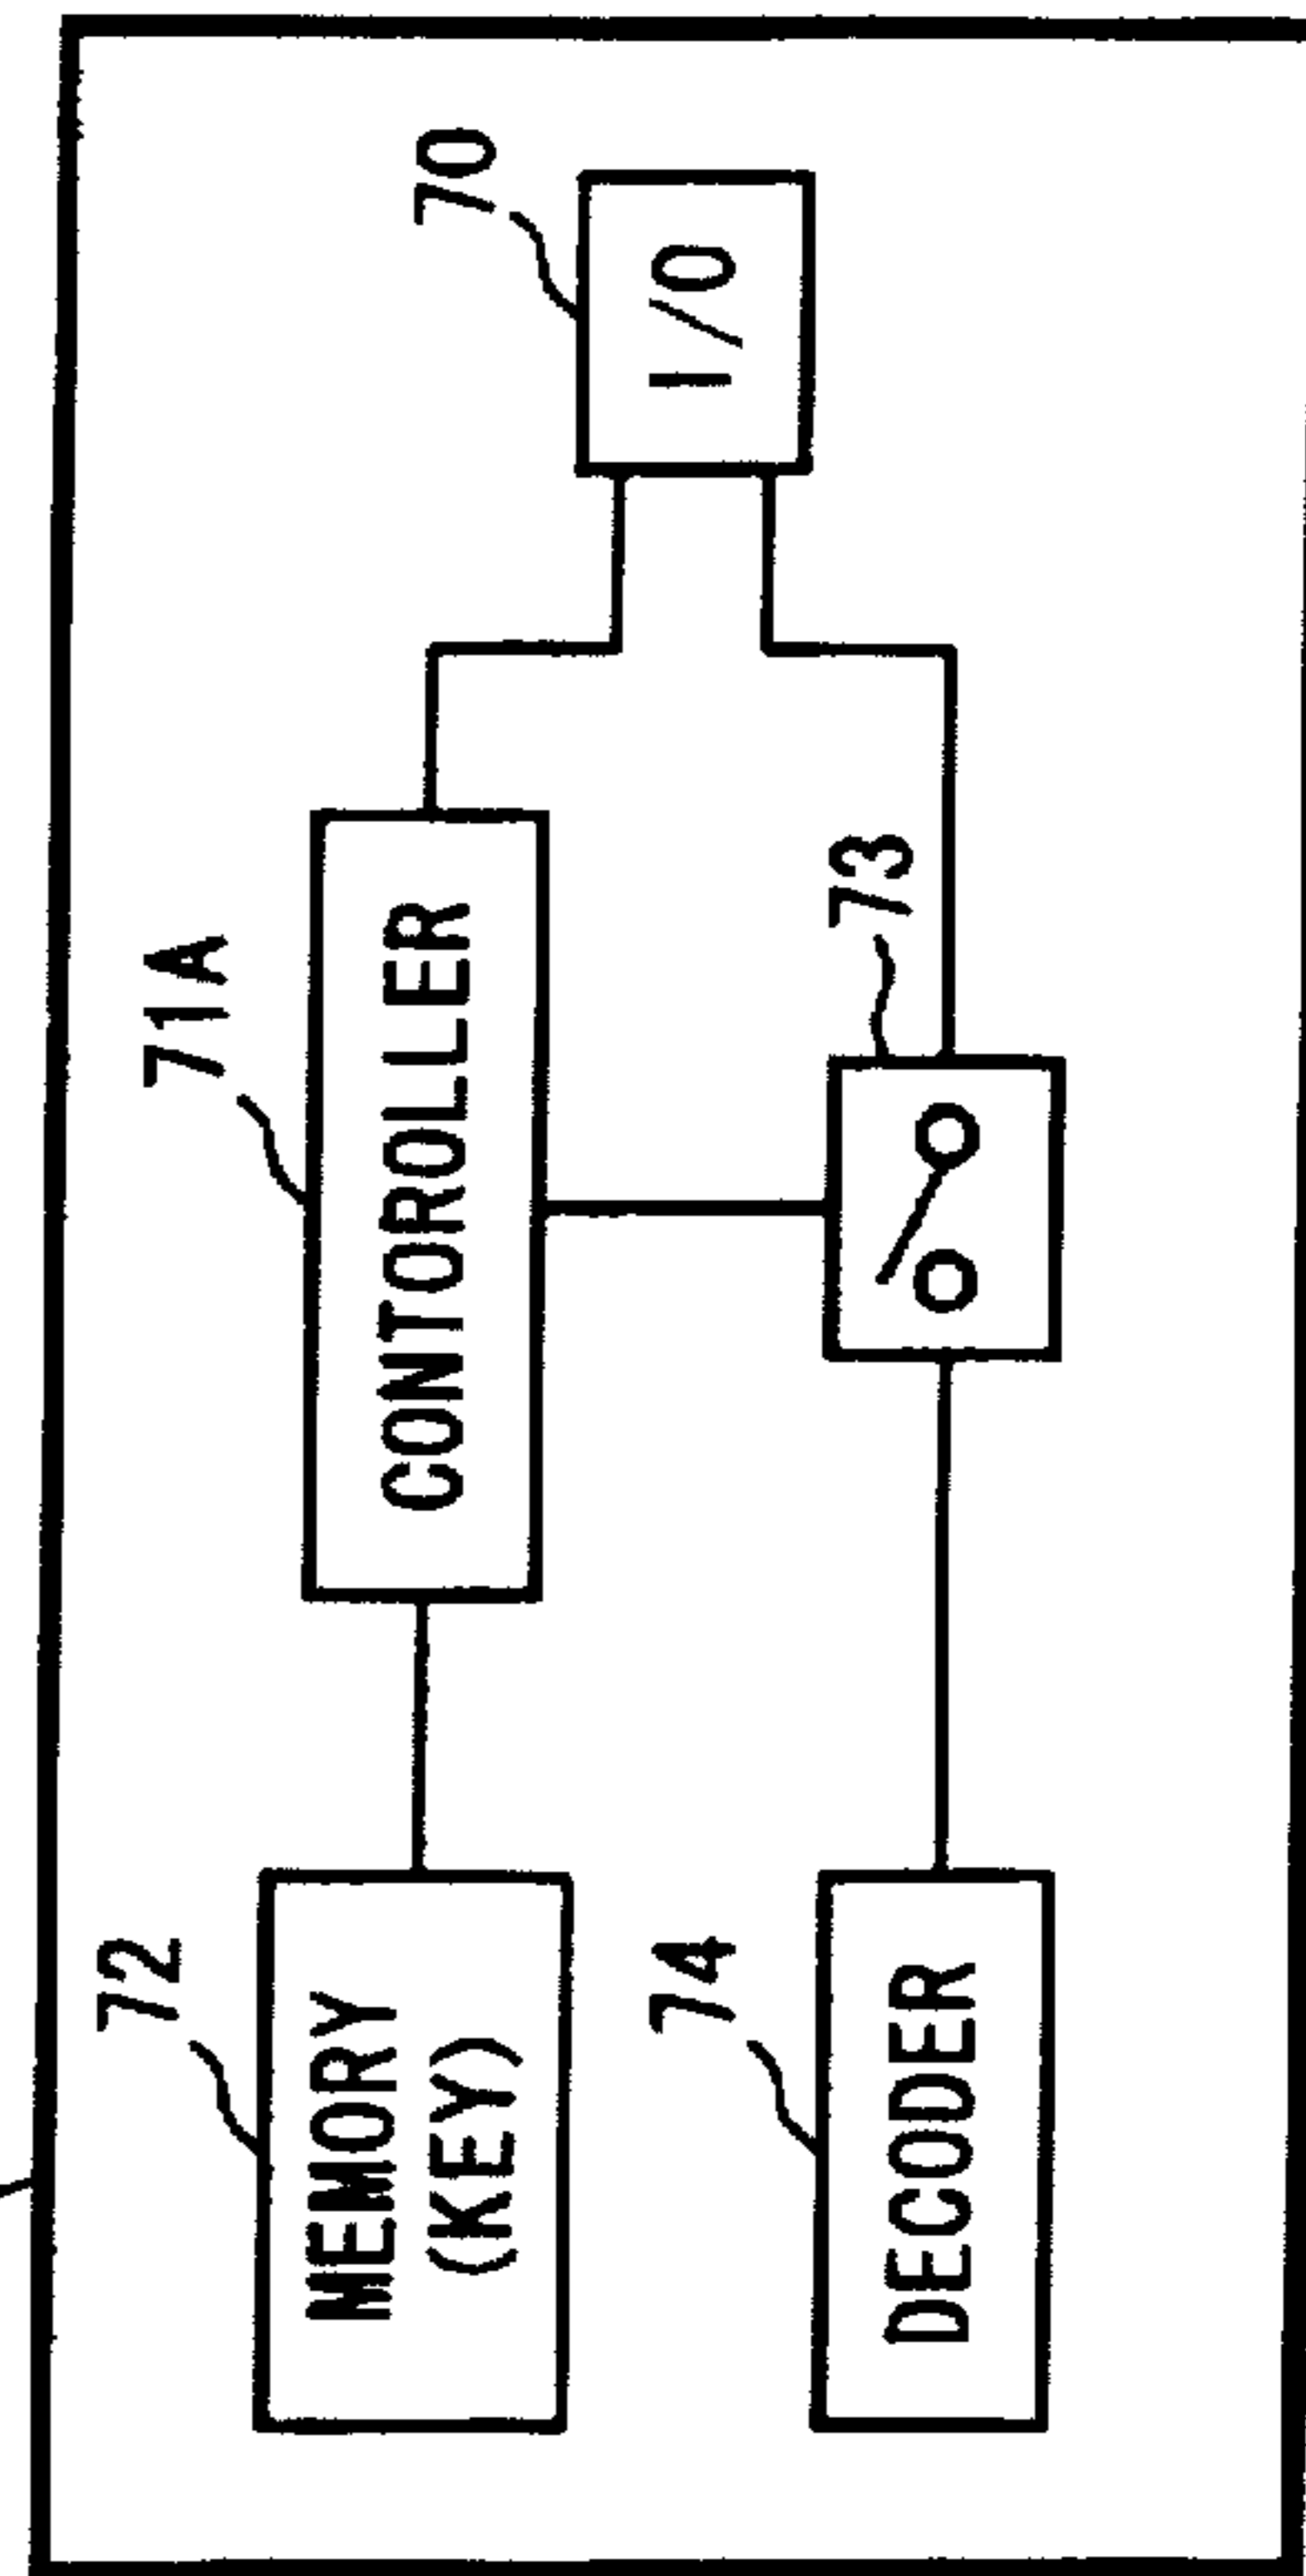 72
MEMORY
(KEY)
71A
CONTOROLLER
70
I/O
74
DECODER
73